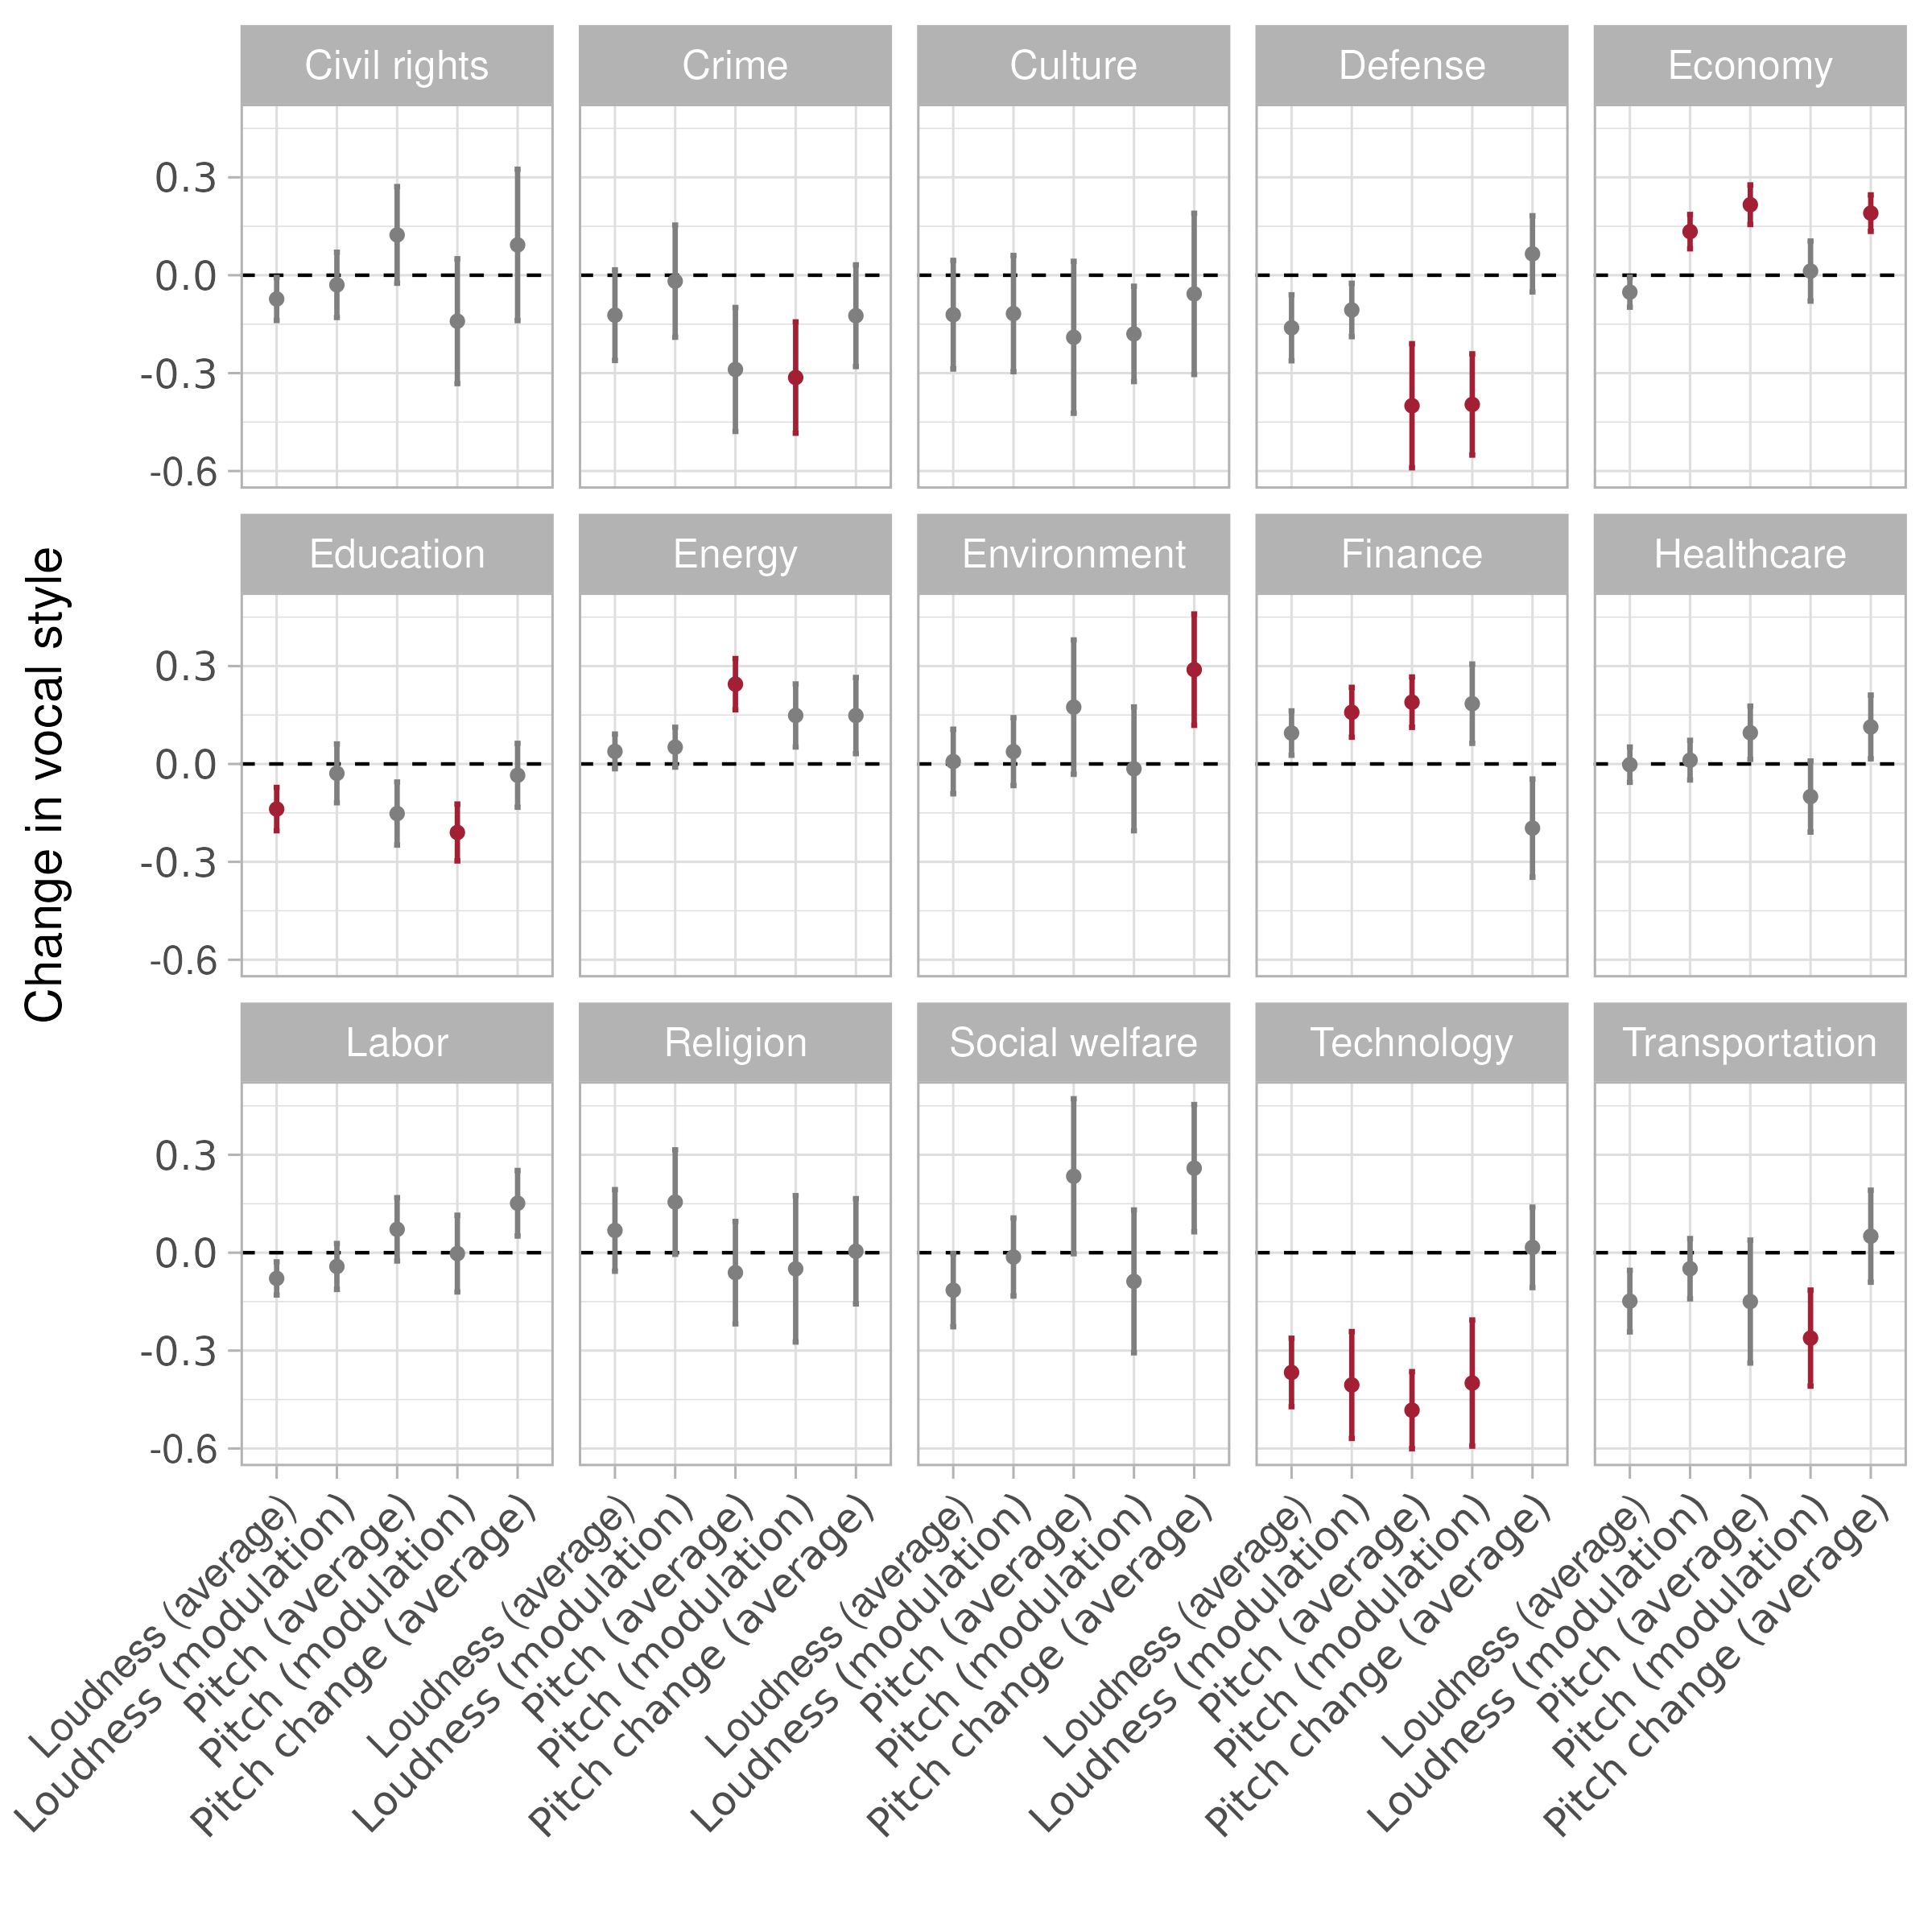 Civil rights
Crime
Culture
Defense
Economy
0.3
0.0
-0.3
-0.6
Education
Energy
Environment
Finance
Healthcare
0.3
0.0
-0.3
-0.6
Change in vocal style
Labor
Religion
Social welfare
Technology
Transportation
0.3
0.0
-0.3
-0.6
Loudness (average)
Loudness (modulation)
Pitch (average)
Pitch (modulation)
Pitch change (average)
Loudness (average)
Loudness (modulation)
Pitch (average)
Pitch (modulation)
Pitch change (average)
Loudness (average)
Loudness (modulation)
Pitch (average)
Pitch (modulation)
Pitch change (average)
Loudness (average)
Loudness (modulation)
Pitch (average)
Pitch (modulation)
Pitch change (average)
Loudness (average)
Loudness (modulation)
Pitch (average)
Pitch (modulation)
Pitch change (average)